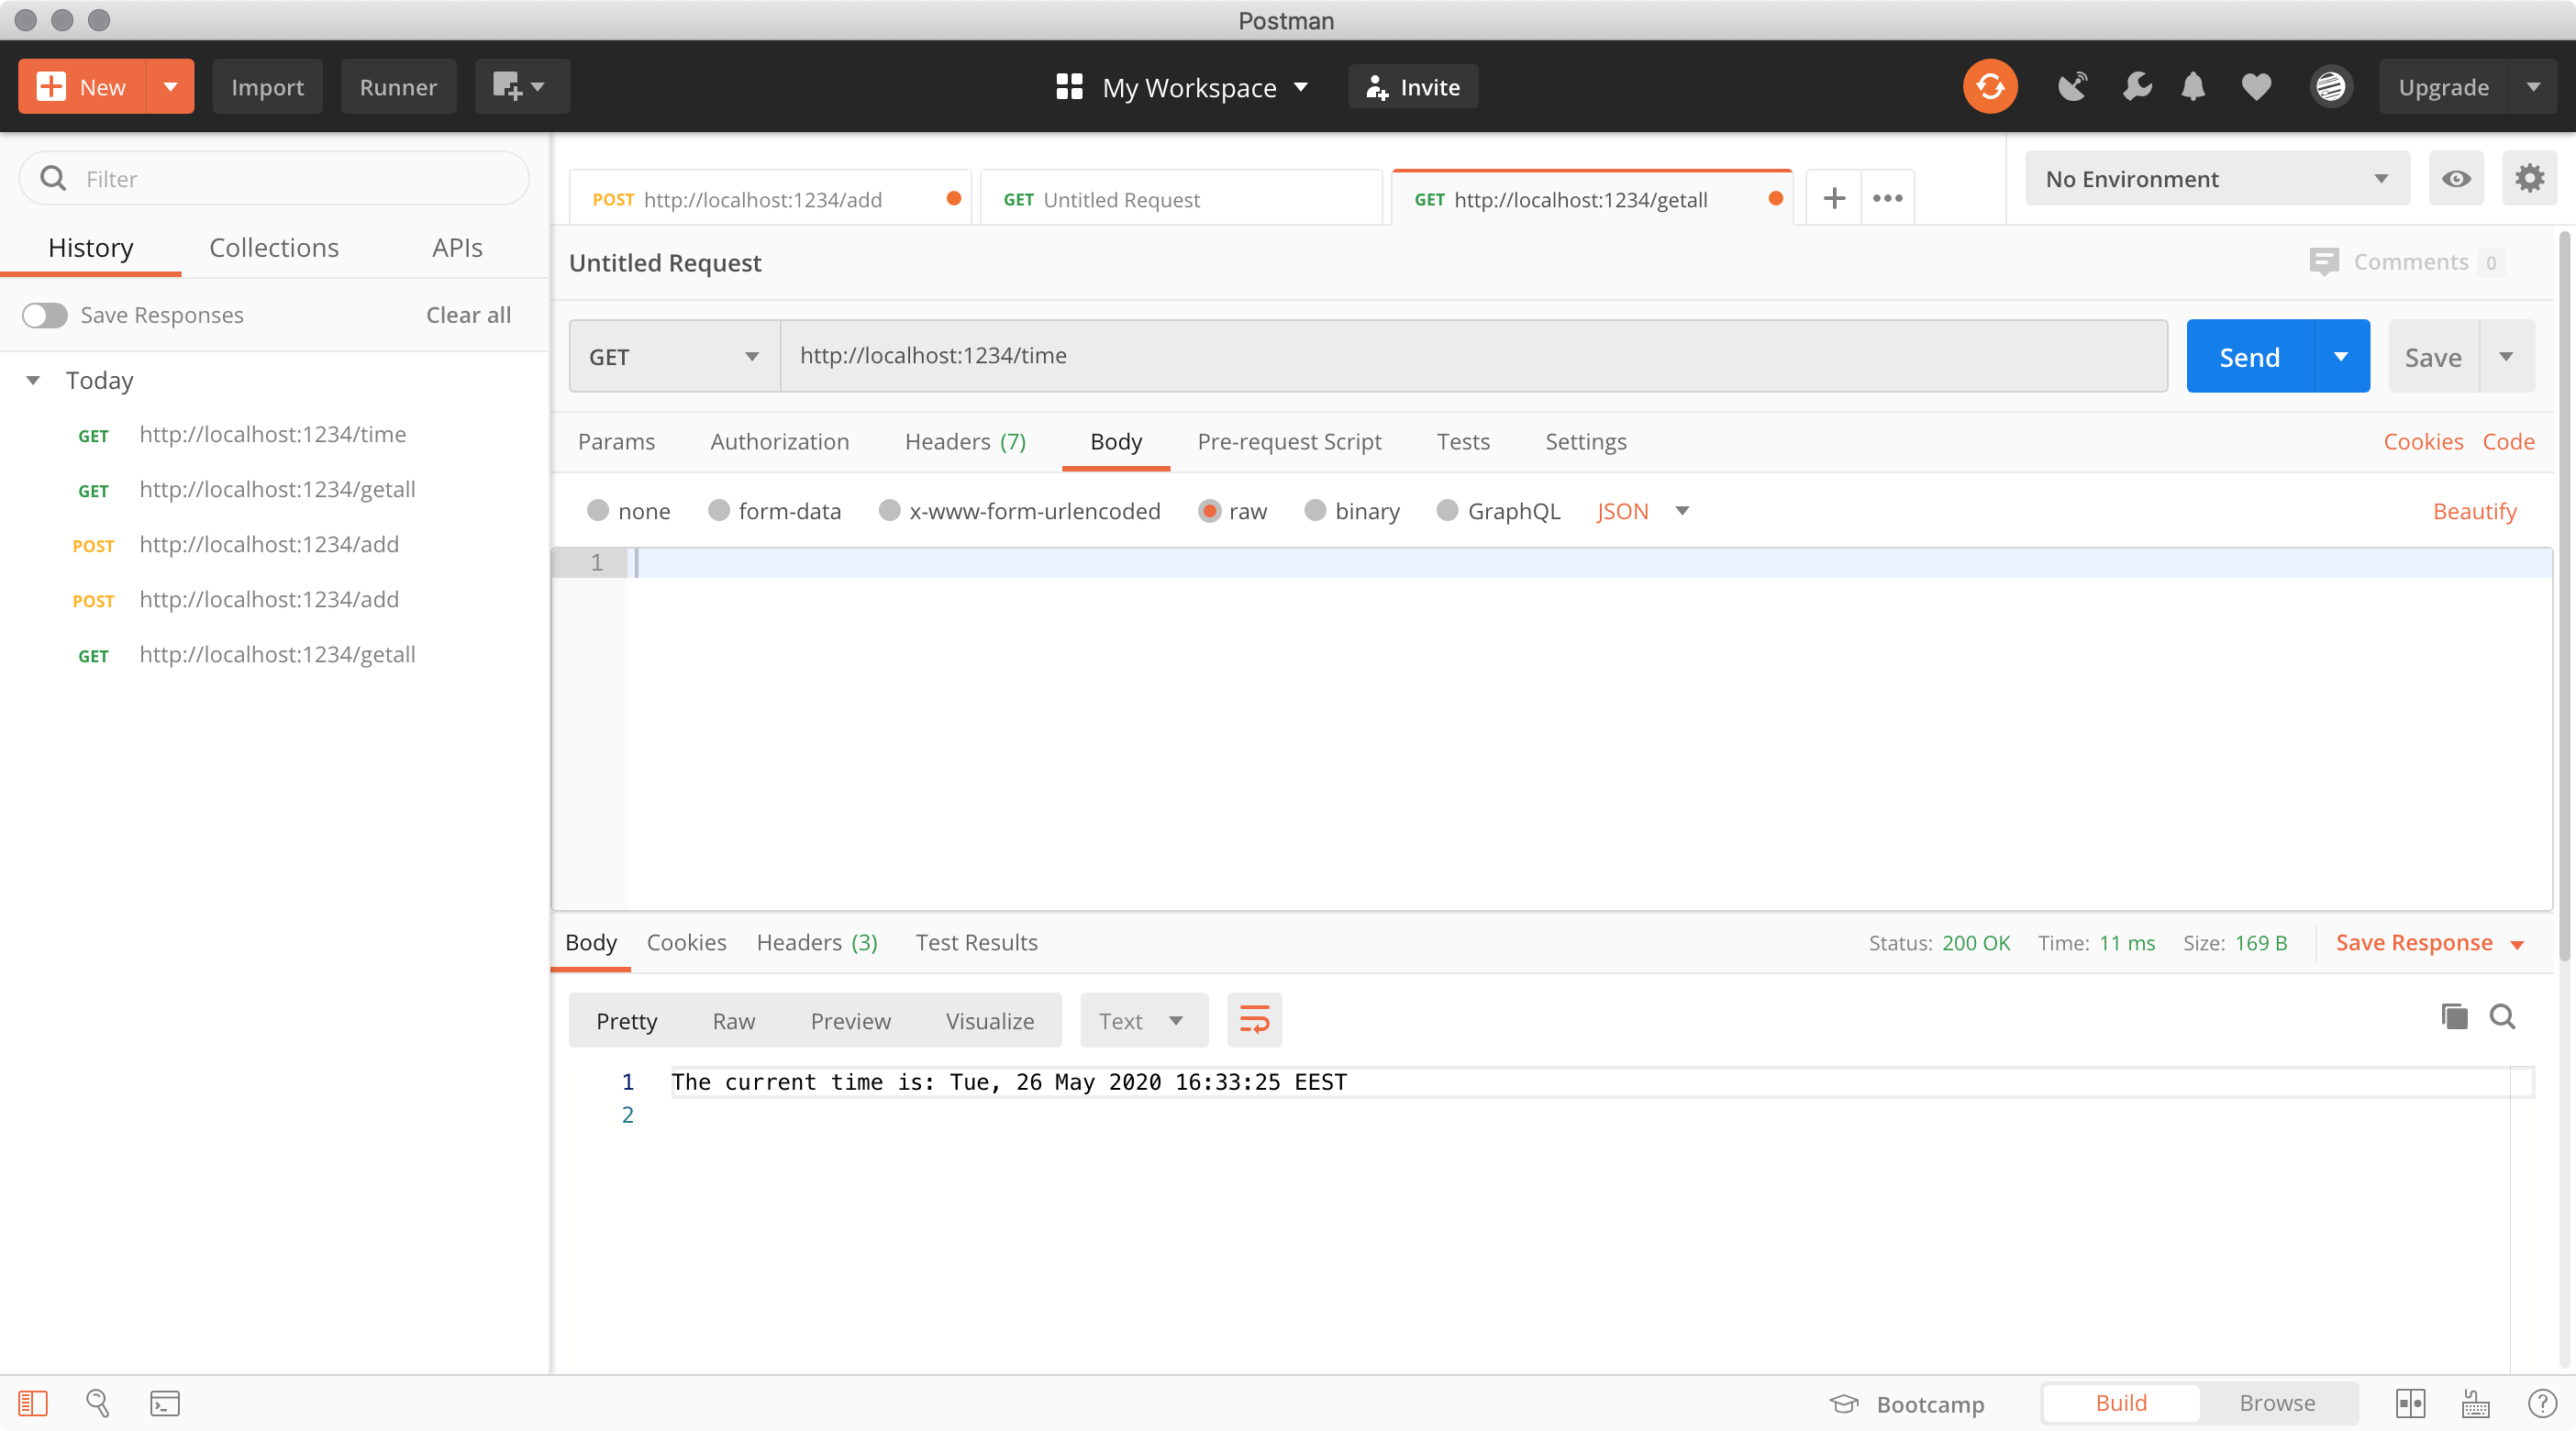 Postman
New Import Runner My Workspace Invite Upgrade
Filter
History Collections APIs
Save Responses Clear all
Today
GET http://localhost:1234/time
GET http://localhost:1234/getall
POST http://localhost:1234/add
POST http://localhost:1234/add
GET http://localhost:1234/getall
POST http://localhost:1234/add GET Untitled Request GET http://localhost:1234/getall No Environment
Untitled Request Comments 0
GET http://localhost:1234/time Send Save
Params Authorization Headers (7) Body Pre-request Script Tests Settings Cookies Code
none form-data x-www-form-urlencoded raw binary GraphQL JSON Beautify
1
Body Cookies Headers (3) Test Results Status: 200 OK Time: 11 ms Size: 169 B Save Response
Pretty Raw Preview Visualize Text
1 The current time is: Tue, 26 May 2020 16:33:25 EEST
2
Bootcamp Build Browse ?